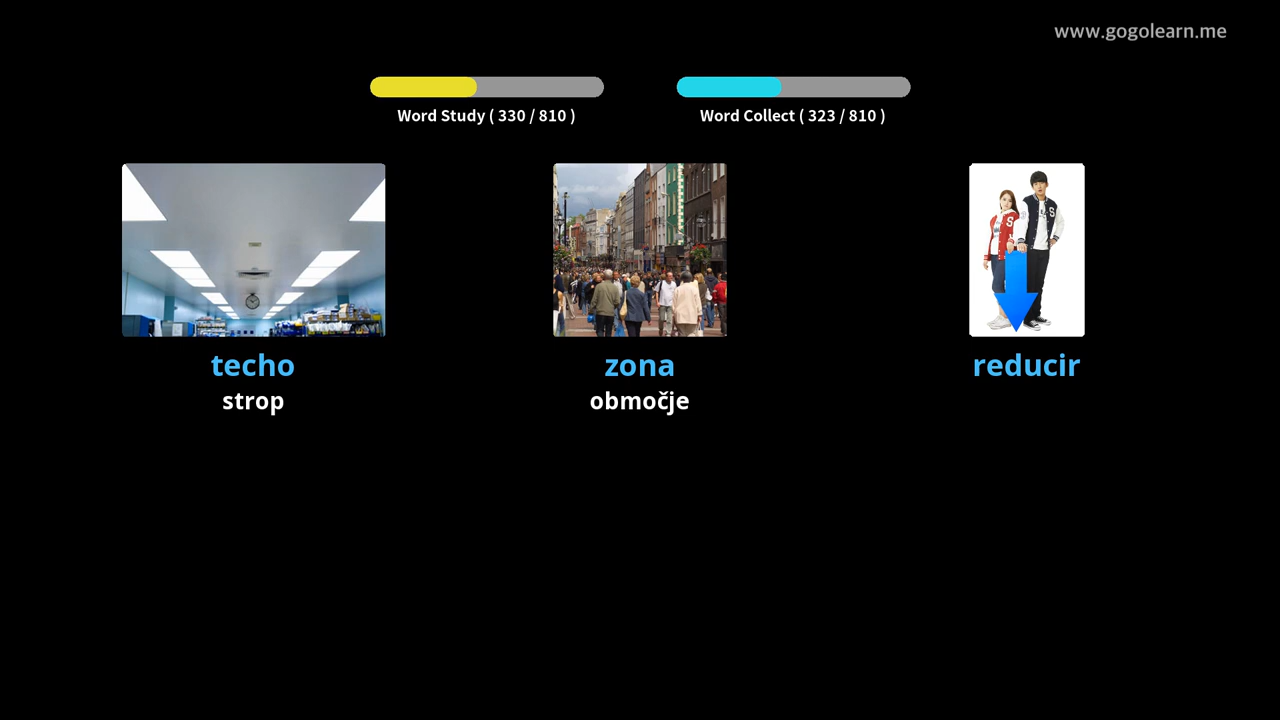 www.gogolearn.me
Word Study ( 330 / 810 )
Word Collect ( 323 / 810 )
techo
zona
reducir
strop
območje